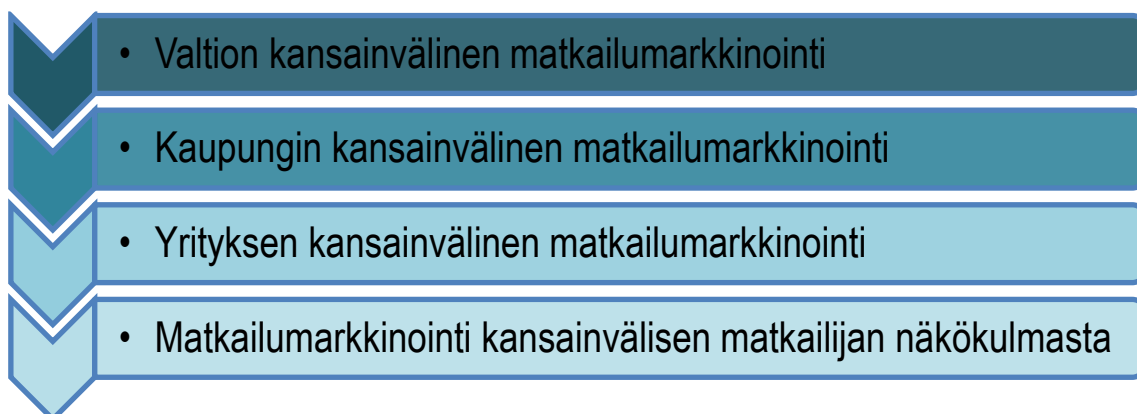 • Valtion kansainvälinen matkailumarkkinointi
• Kaupungin kansainvälinen matkailumarkkinointi
• Yrityksen kansainvälinen matkailumarkkinointi
• Matkailumarkkinointi kansainvälisen matkailijan näkökulmasta